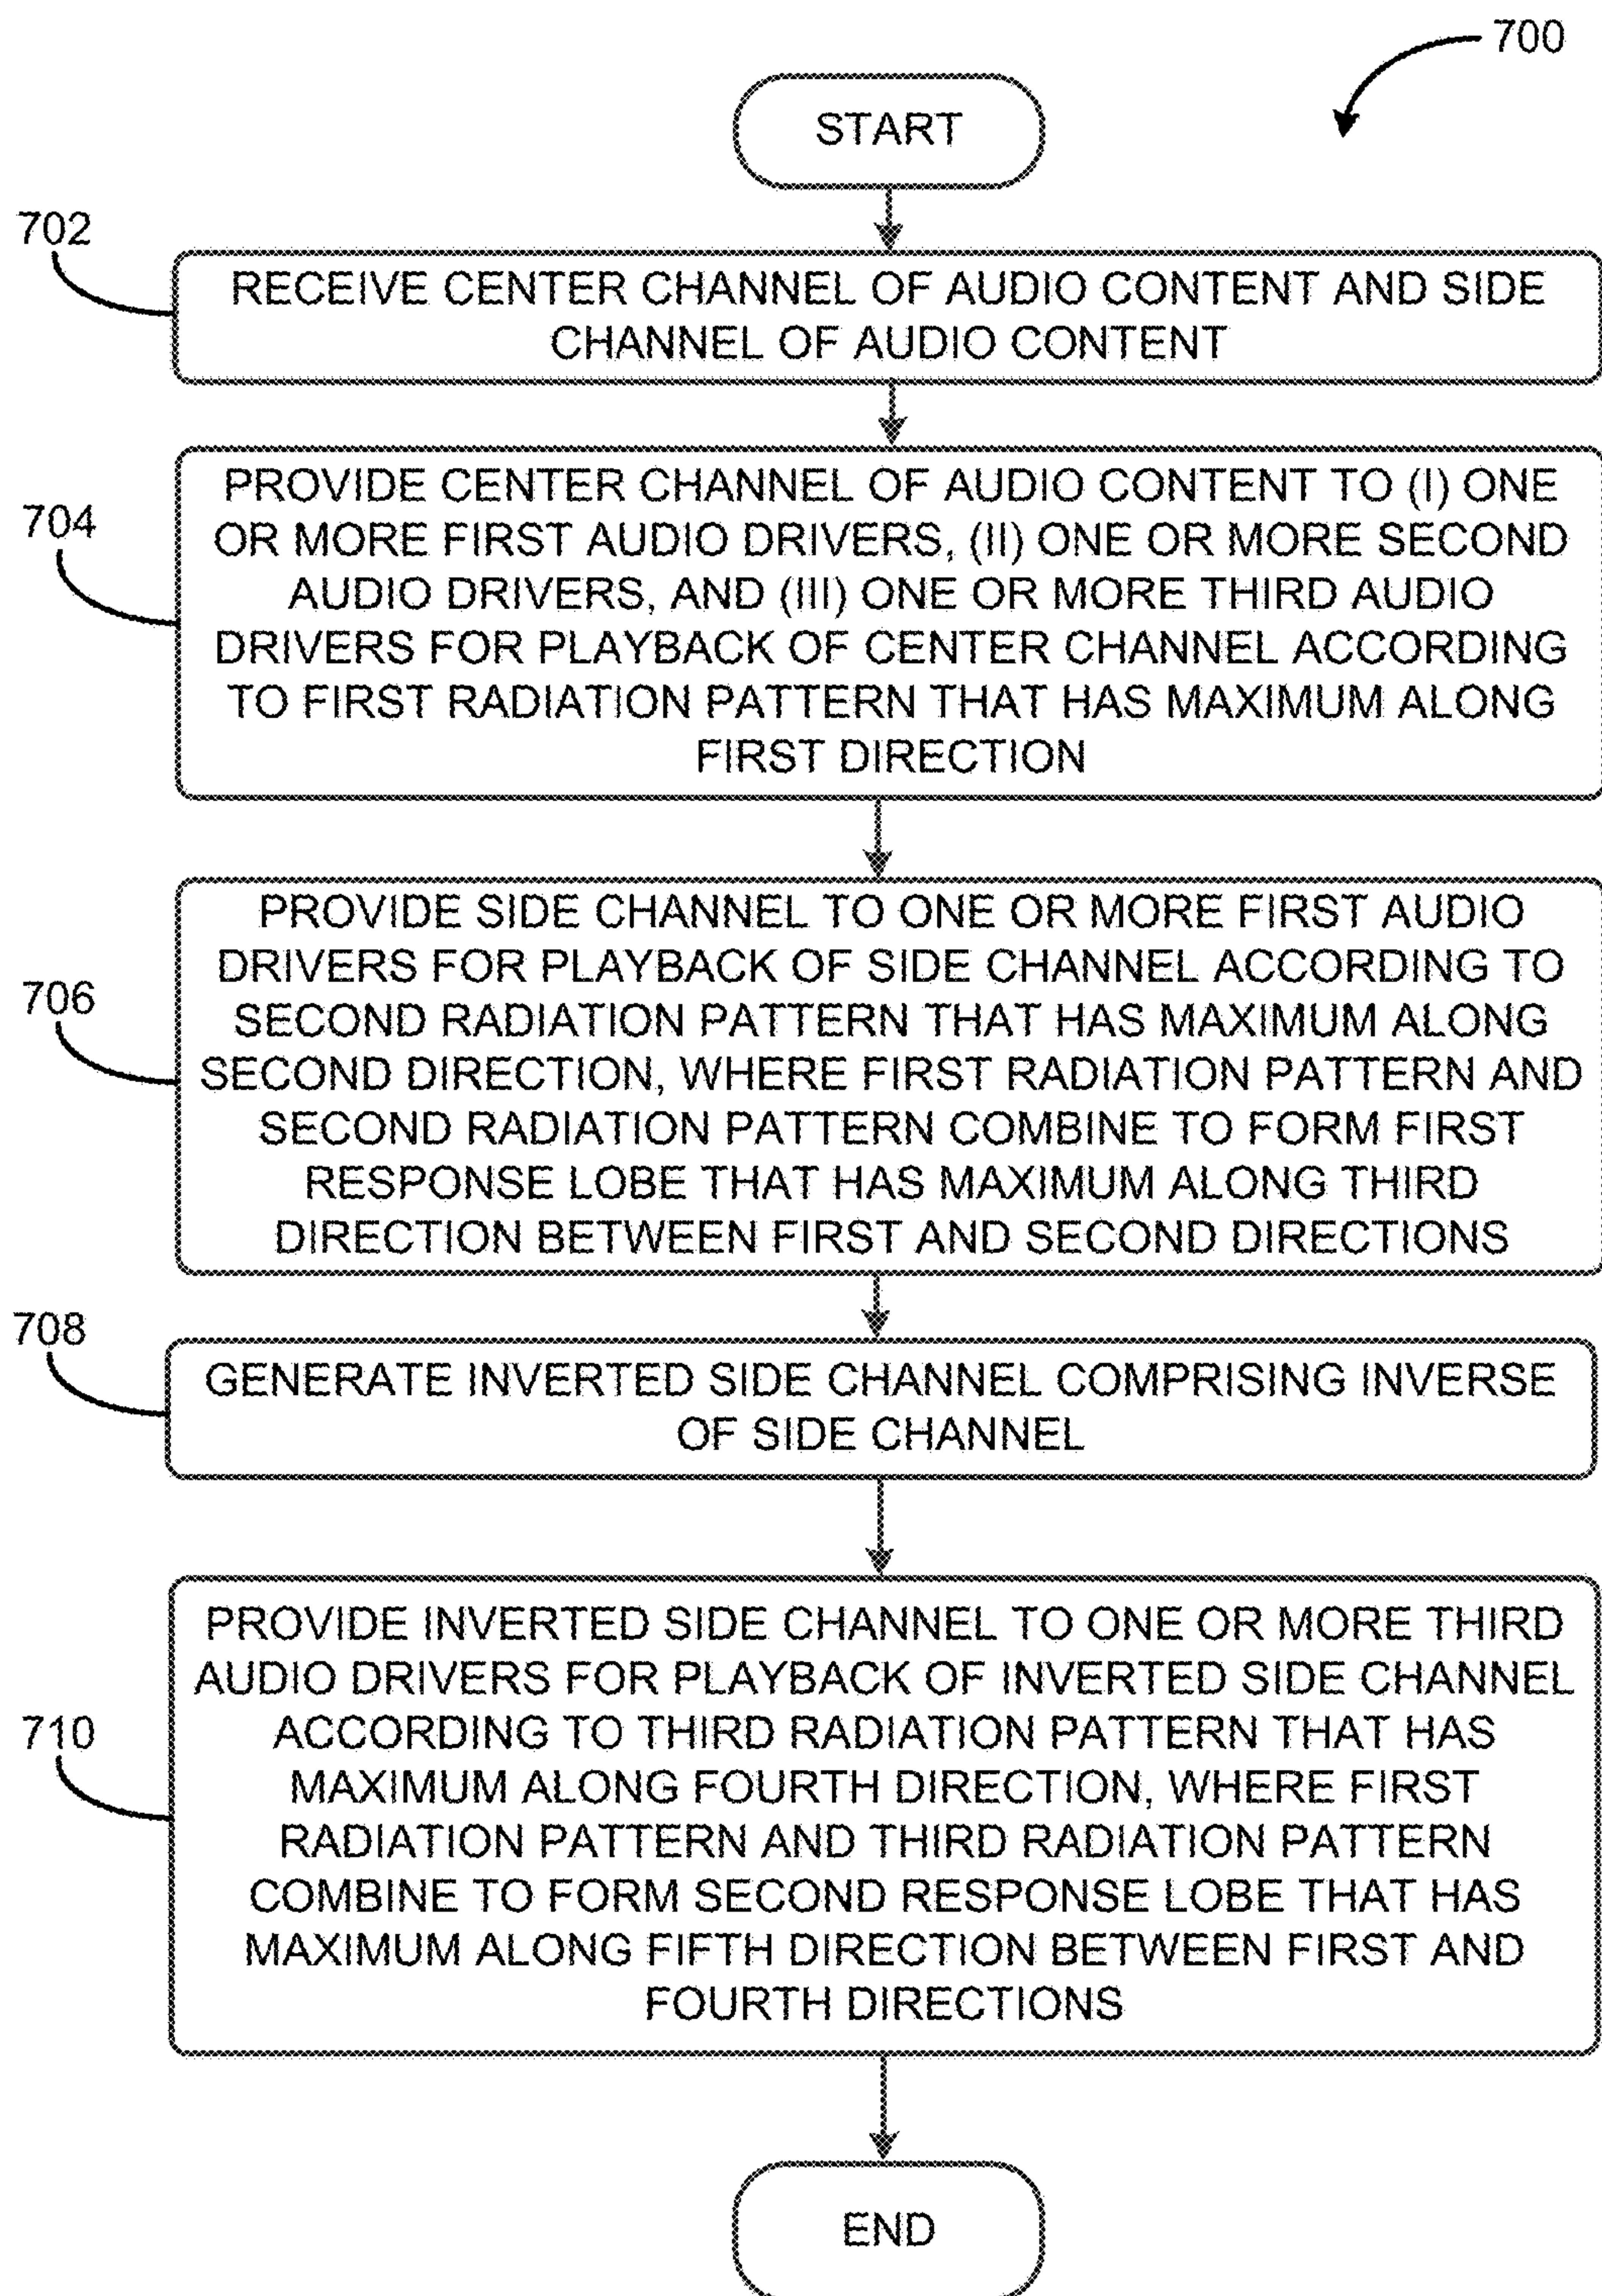 700
START
702
RECEIVE CENTER CHANNEL OF AUDIO CONTENT AND SIDE
CHANNEL OF AUDIO CONTENT
704
PROVIDE CENTER CHANNEL OF AUDIO CONTENT TO (I) ONE
OR MORE FIRST AUDIO DRIVERS, (II) ONE OR MORE SECOND
AUDIO DRIVERS, AND (III) ONE OR MORE THIRD AUDIO
DRIVERS FOR PLAYBACK OF CENTER CHANNEL ACCORDING
TO FIRST RADIATION PATTERN THAT HAS MAXIMUM ALONG
FIRST DIRECTION
706
PROVIDE SIDE CHANNEL TO ONE OR MORE FIRST AUDIO
DRIVERS FOR PLAYBACK OF SIDE CHANNEL ACCORDING TO
SECOND RADIATION PATTERN THAT HAS MAXIMUM ALONG
SECOND DIRECTION, WHERE FIRST RADIATION PATTERN AND
SECOND RADIATION PATTERN COMBINE TO FORM FIRST
RESPONSE LOBE THAT HAS MAXIMUM ALONG THIRD
DIRECTION BETWEEN FIRST AND SECOND DIRECTIONS
708
GENERATE INVERTED SIDE CHANNEL COMPRISING INVERSE
OF SIDE CHANNEL
710
PROVIDE INVERTED SIDE CHANNEL TO ONE OR MORE THIRD
AUDIO DRIVERS FOR PLAYBACK OF INVERTED SIDE CHANNEL
ACCORDING TO THIRD RADIATION PATTERN THAT HAS
MAXIMUM ALONG FOURTH DIRECTION, WHERE FIRST
RADIATION PATTERN AND THIRD RADIATION PATTERN
COMBINE TO FORM SECOND RESPONSE LOBE THAT HAS
MAXIMUM ALONG FIFTH DIRECTION BETWEEN FIRST AND
FOURTH DIRECTIONS
END